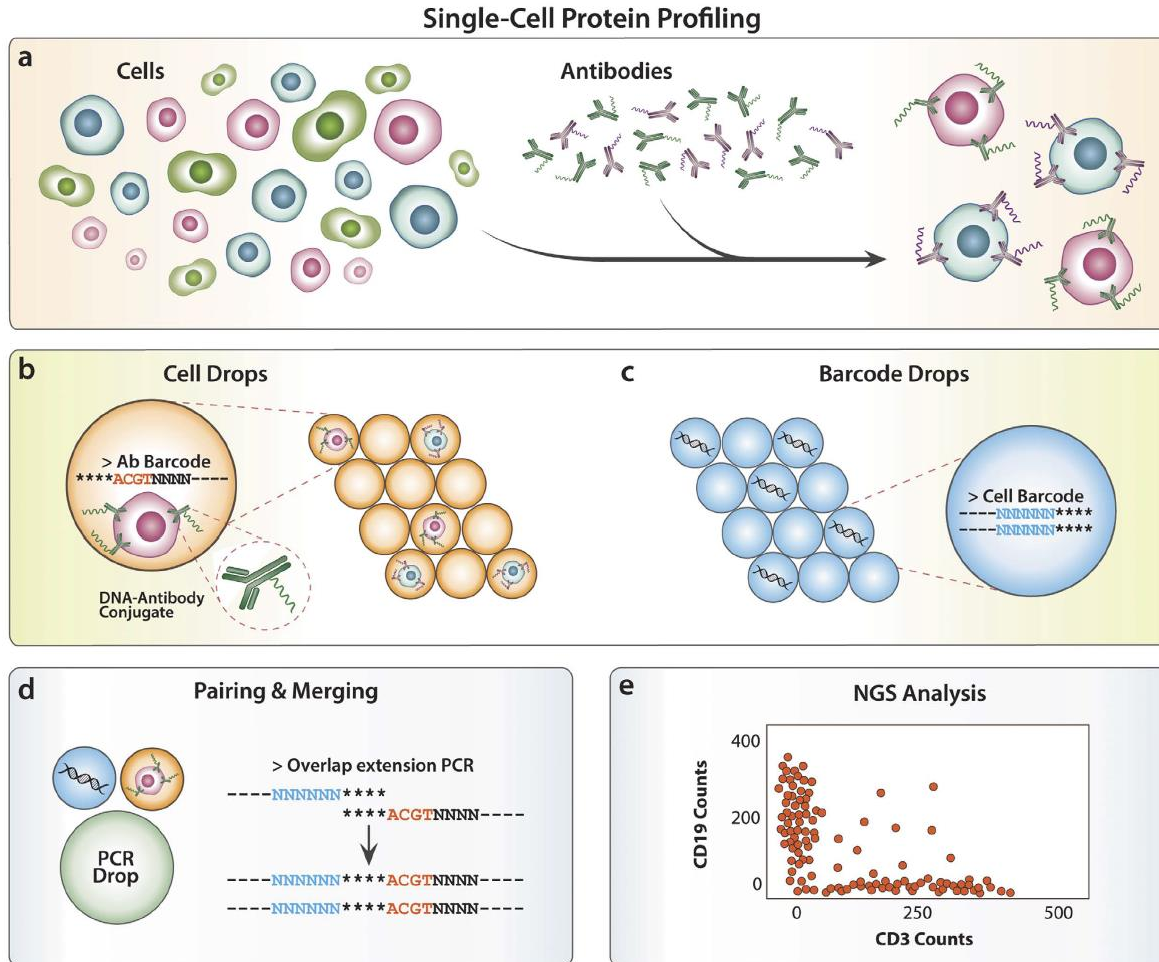 Single-Cell Protein Profiling
a
Cells
Antibodies
b
Cell Drops
> Ab Barcode
****ACGTNNNN----
DNA-Antibody
Conjugate
c
Barcode Drops
> Cell Barcode
----NNNNNN****
----NNNNNN****
d
Pairing & Merging
PCR
Drop
> Overlap extension PCR
----NNNNNN****
****ACGTNNNN----
----NNNNNN****ACGTNNNN----
----NNNNNN****ACGTNNNN----
e
NGS Analysis
CD19 Counts
400
200
0
0 250 500
CD3 Counts